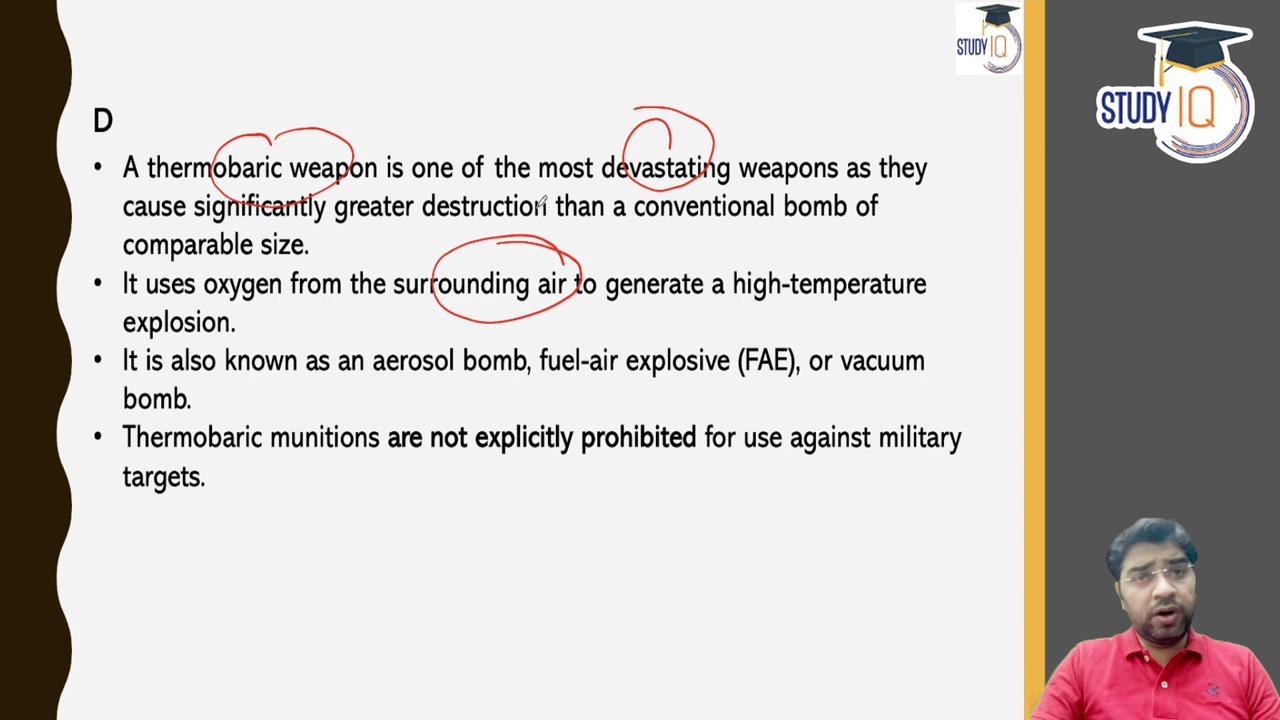 STUDY IQ
STUDY IQ
D
• A thermobaric weapon is one of the most devastating weapons as they
cause significantly greater destruction than a conventional bomb of
comparable size.
• It uses oxygen from the surrounding air to generate a high-temperature
explosion.
• It is also known as an aerosol bomb, fuel-air explosive (FAE), or vacuum
bomb.
• Thermobaric munitions are not explicitly prohibited for use against military
targets.